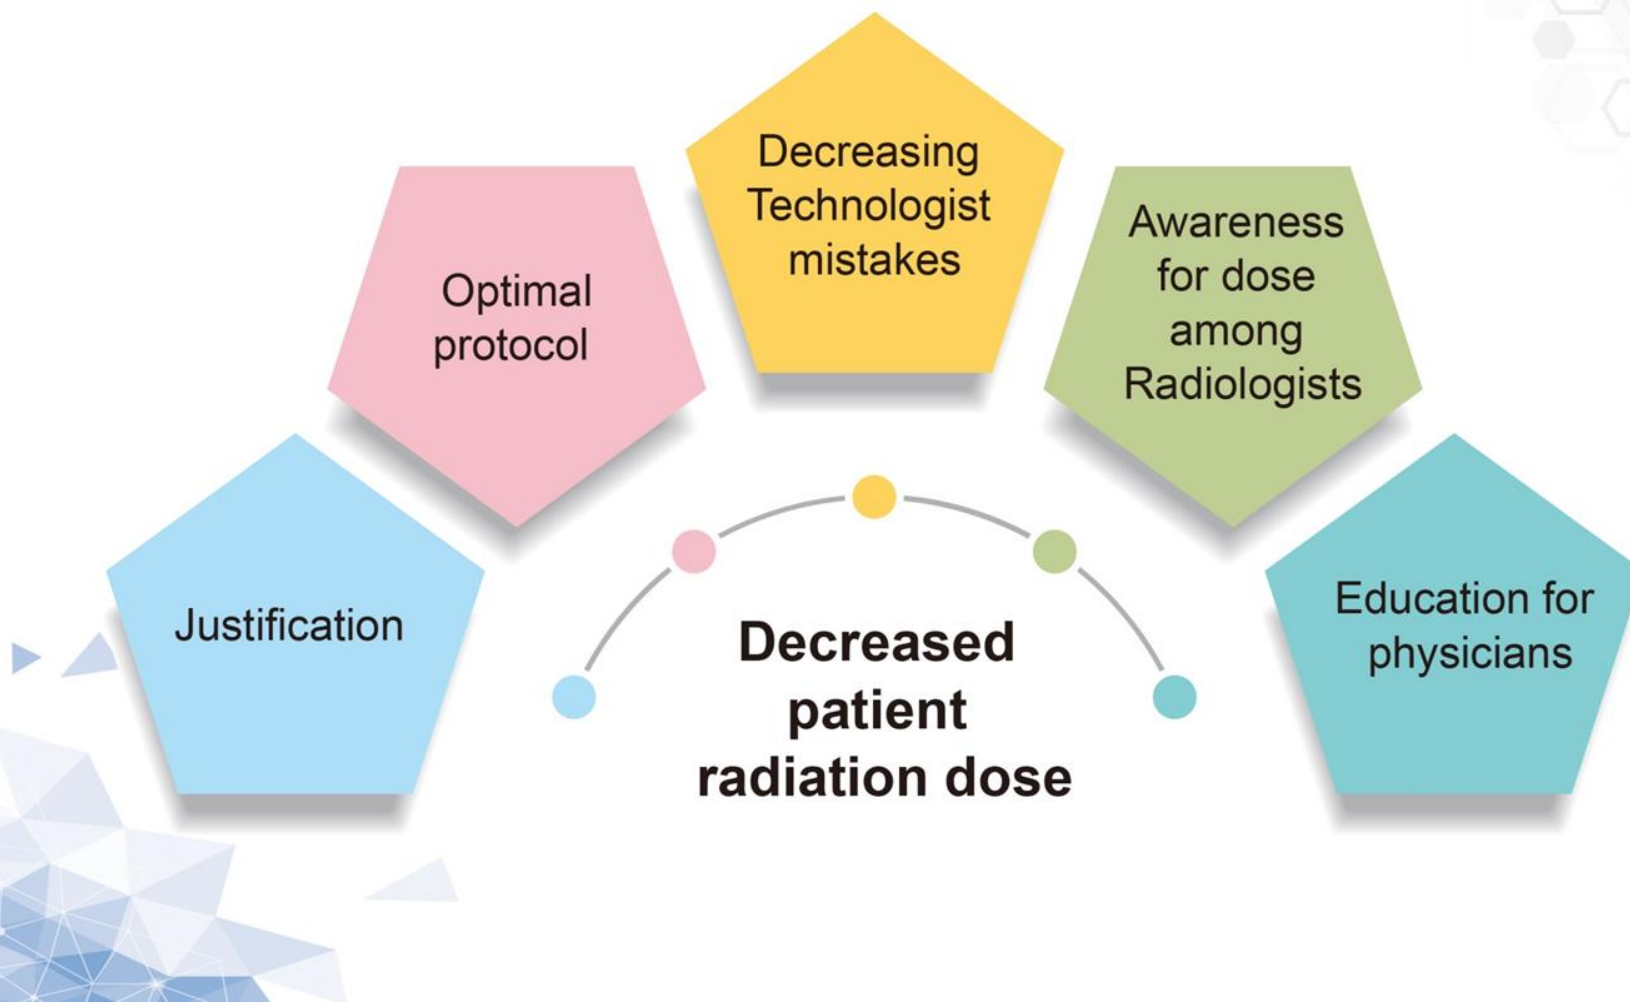 Justification
Optimal
protocol
Decreasing
Technologist
mistakes
Awareness
for dose
among
Radiologists
Education for
physicians
Decreased
patient
radiation dose